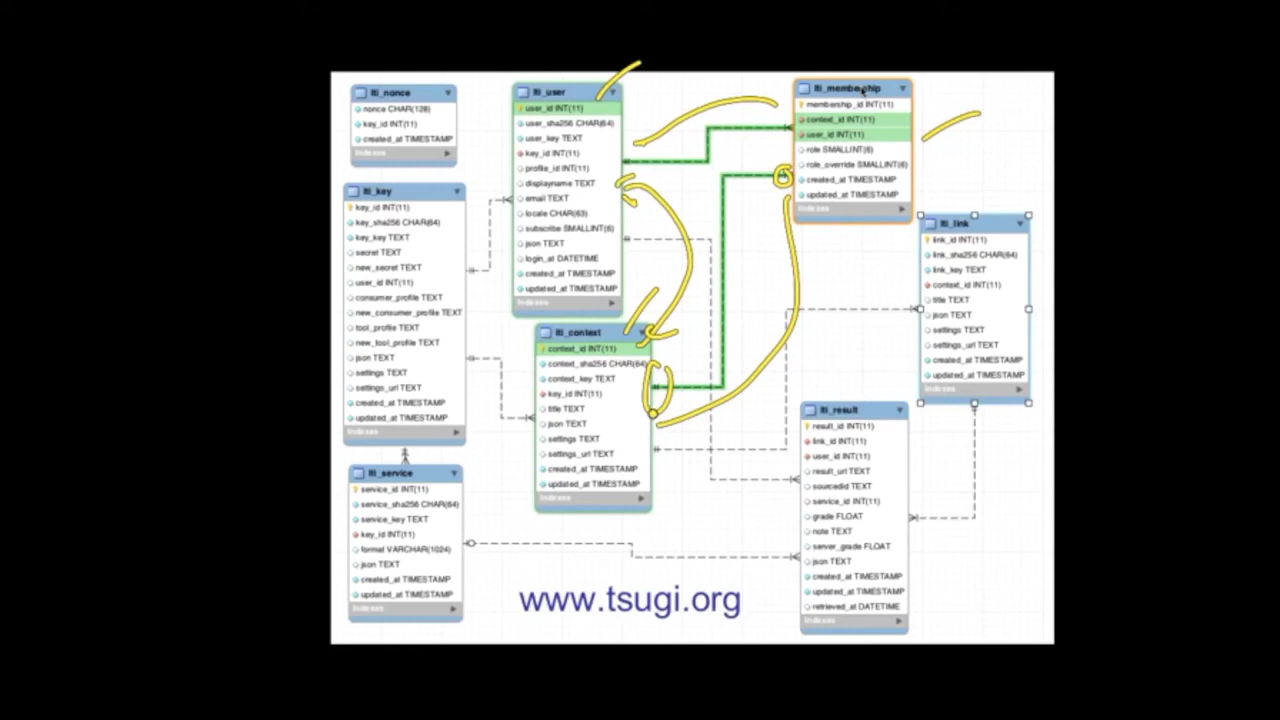 lti_nonce
nonce CHAR(128)
key_id INT(11)
created_at TIMESTAMP
Indexes
lti_key
key_id INT(11)
key_sha256 CHAR(64)
key_key TEXT
secret TEXT
new_secret TEXT
user_id INT(11)
consumer_profile TEXT
new_consumer_profile TEXT
tool_profile TEXT
new_tool_profile TEXT
json TEXT
settings TEXT
settings_url TEXT
created_at TIMESTAMP
updated_at TIMESTAMP
Indexes
lti_service
service_id INT(11)
service_sha256 CHAR(64)
service_key TEXT
key_id INT(11)
format VARCHAR(1024)
json TEXT
created_at TIMESTAMP
updated_at TIMESTAMP
Indexes
lti_user
user_id INT(11)
user_sha256 CHAR(64)
user_key TEXT
key_id INT(11)
profile_id INT(11)
displayname TEXT
email TEXT
locale CHAR(63)
subscribe SMALLINT(6)
json TEXT
login_at DATETIME
created_at TIMESTAMP
updated_at TIMESTAMP
Indexes
lti_context
context_id INT(11)
context_sha256 CHAR(64)
context_key TEXT
key_id INT(11)
title TEXT
json TEXT
settings TEXT
settings_url TEXT
created_at TIMESTAMP
updated_at TIMESTAMP
Indexes
lti_membership
membership_id INT(11)
context_id INT(11)
user_id INT(11)
role SMALLINT(6)
role_override SMALLINT(6)
created_at TIMESTAMP
updated_at TIMESTAMP
Indexes
lti_link
link_id INT(11)
link_sha256 CHAR(64)
link_key TEXT
context_id INT(11)
title TEXT
json TEXT
settings TEXT
settings_url TEXT
created_at TIMESTAMP
updated_at TIMESTAMP
Indexes
lti_result
result_id INT(11)
link_id INT(11)
user_id INT(11)
result_url TEXT
sourcedid TEXT
service_id INT(11)
grade FLOAT
note TEXT
server_grade FLOAT
json TEXT
created_at TIMESTAMP
updated_at TIMESTAMP
retrieved_at DATETIME
Indexes
www.tsugi.org